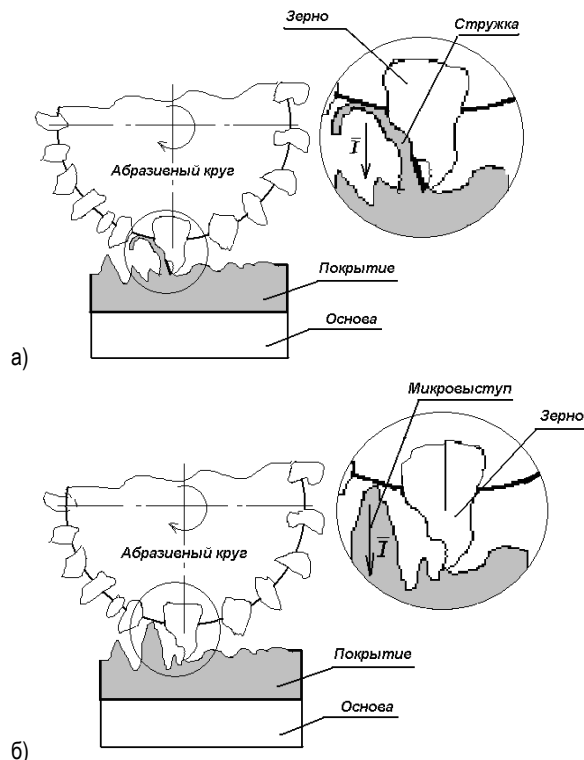 Зерно
Стружка
I
Абразивный круг
Покрытие
Основа
а)
Микровыступ
Зерно
I
Абразивный круг
Покрытие
Основа
б)